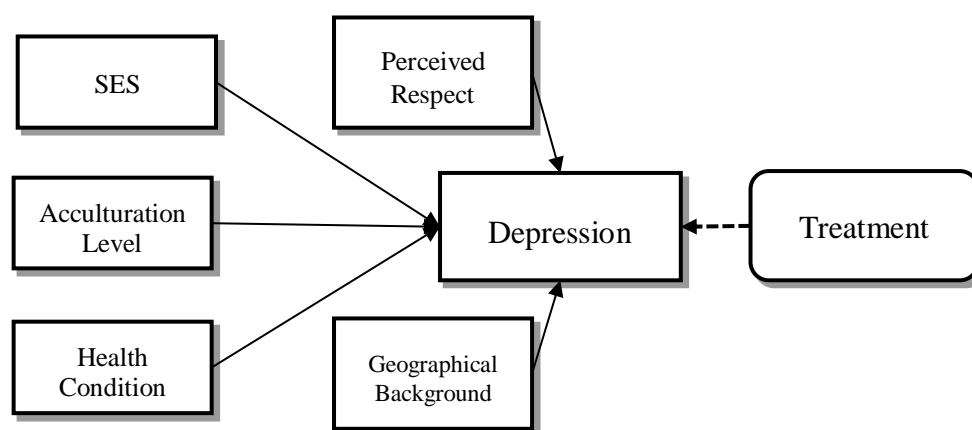 SES
Perceived
Respect
Acculturation
Level
Depression
Treatment
Health
Condition
Geographical
Background